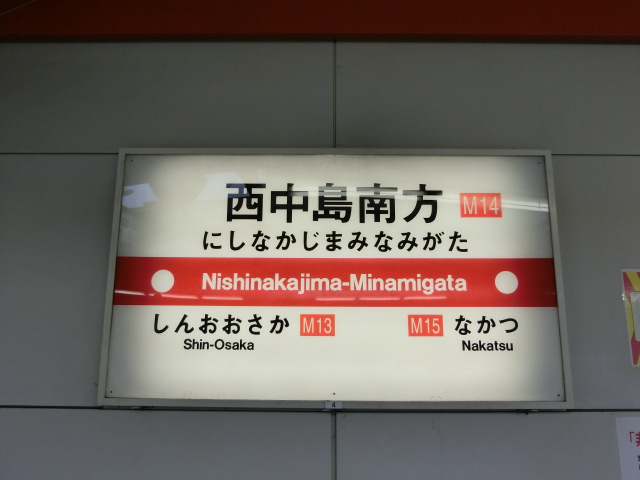 西中島南方 M14
にしなかじまみなみがた
Nishinakajima-Minamigata
しんおおさか M13 M15 なかつ
Shin-Osaka Nakatsu
4